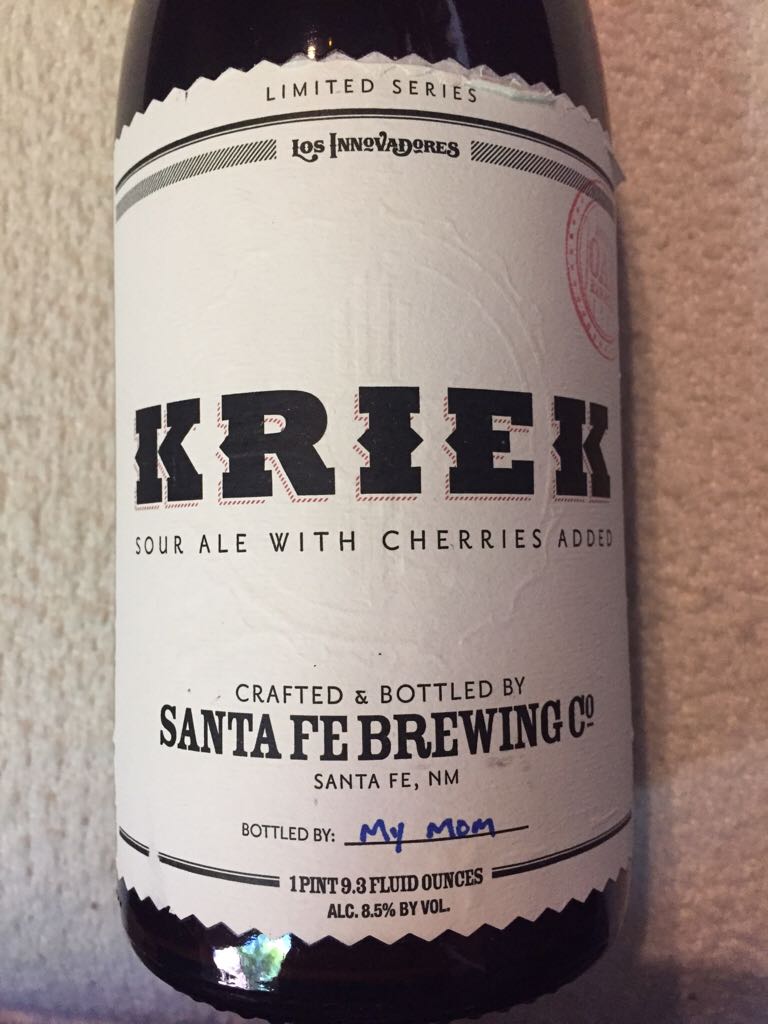 LIMITED SERIES
LOS INNOVADORES
KRIEK
SOUR ALE WITH CHERRIES ADDED
CRAFTED & BOTTLED BY
SANTA FE BREWING Cº
SANTA FE, NM
BOTTLED BY: My Mom
1 PINT 9.3 FLUID OUNCES
ALC. 8.5% BY VOL.